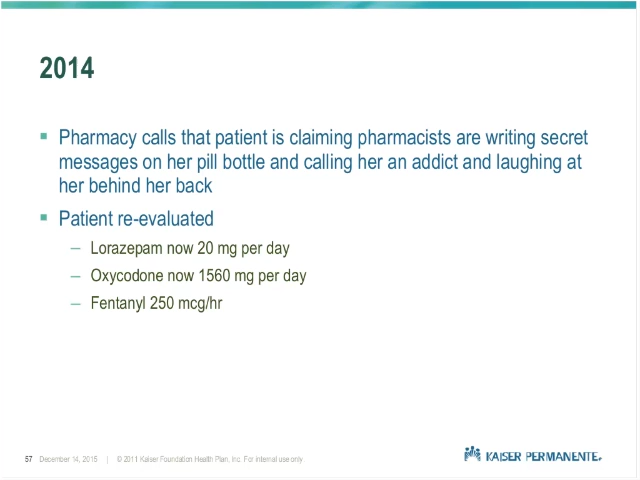 2014
▪ Pharmacy calls that patient is claiming pharmacists are writing secret
messages on her pill bottle and calling her an addict and laughing at
her behind her back
▪ Patient re-evaluated
– Lorazepam now 20 mg per day
– Oxycodone now 1560 mg per day
– Fentanyl 250 mcg/hr
57 December 14, 2015 | © 2011 Kaiser Foundation Health Plan, Inc. For internal use only
KAISER PERMANENTE.